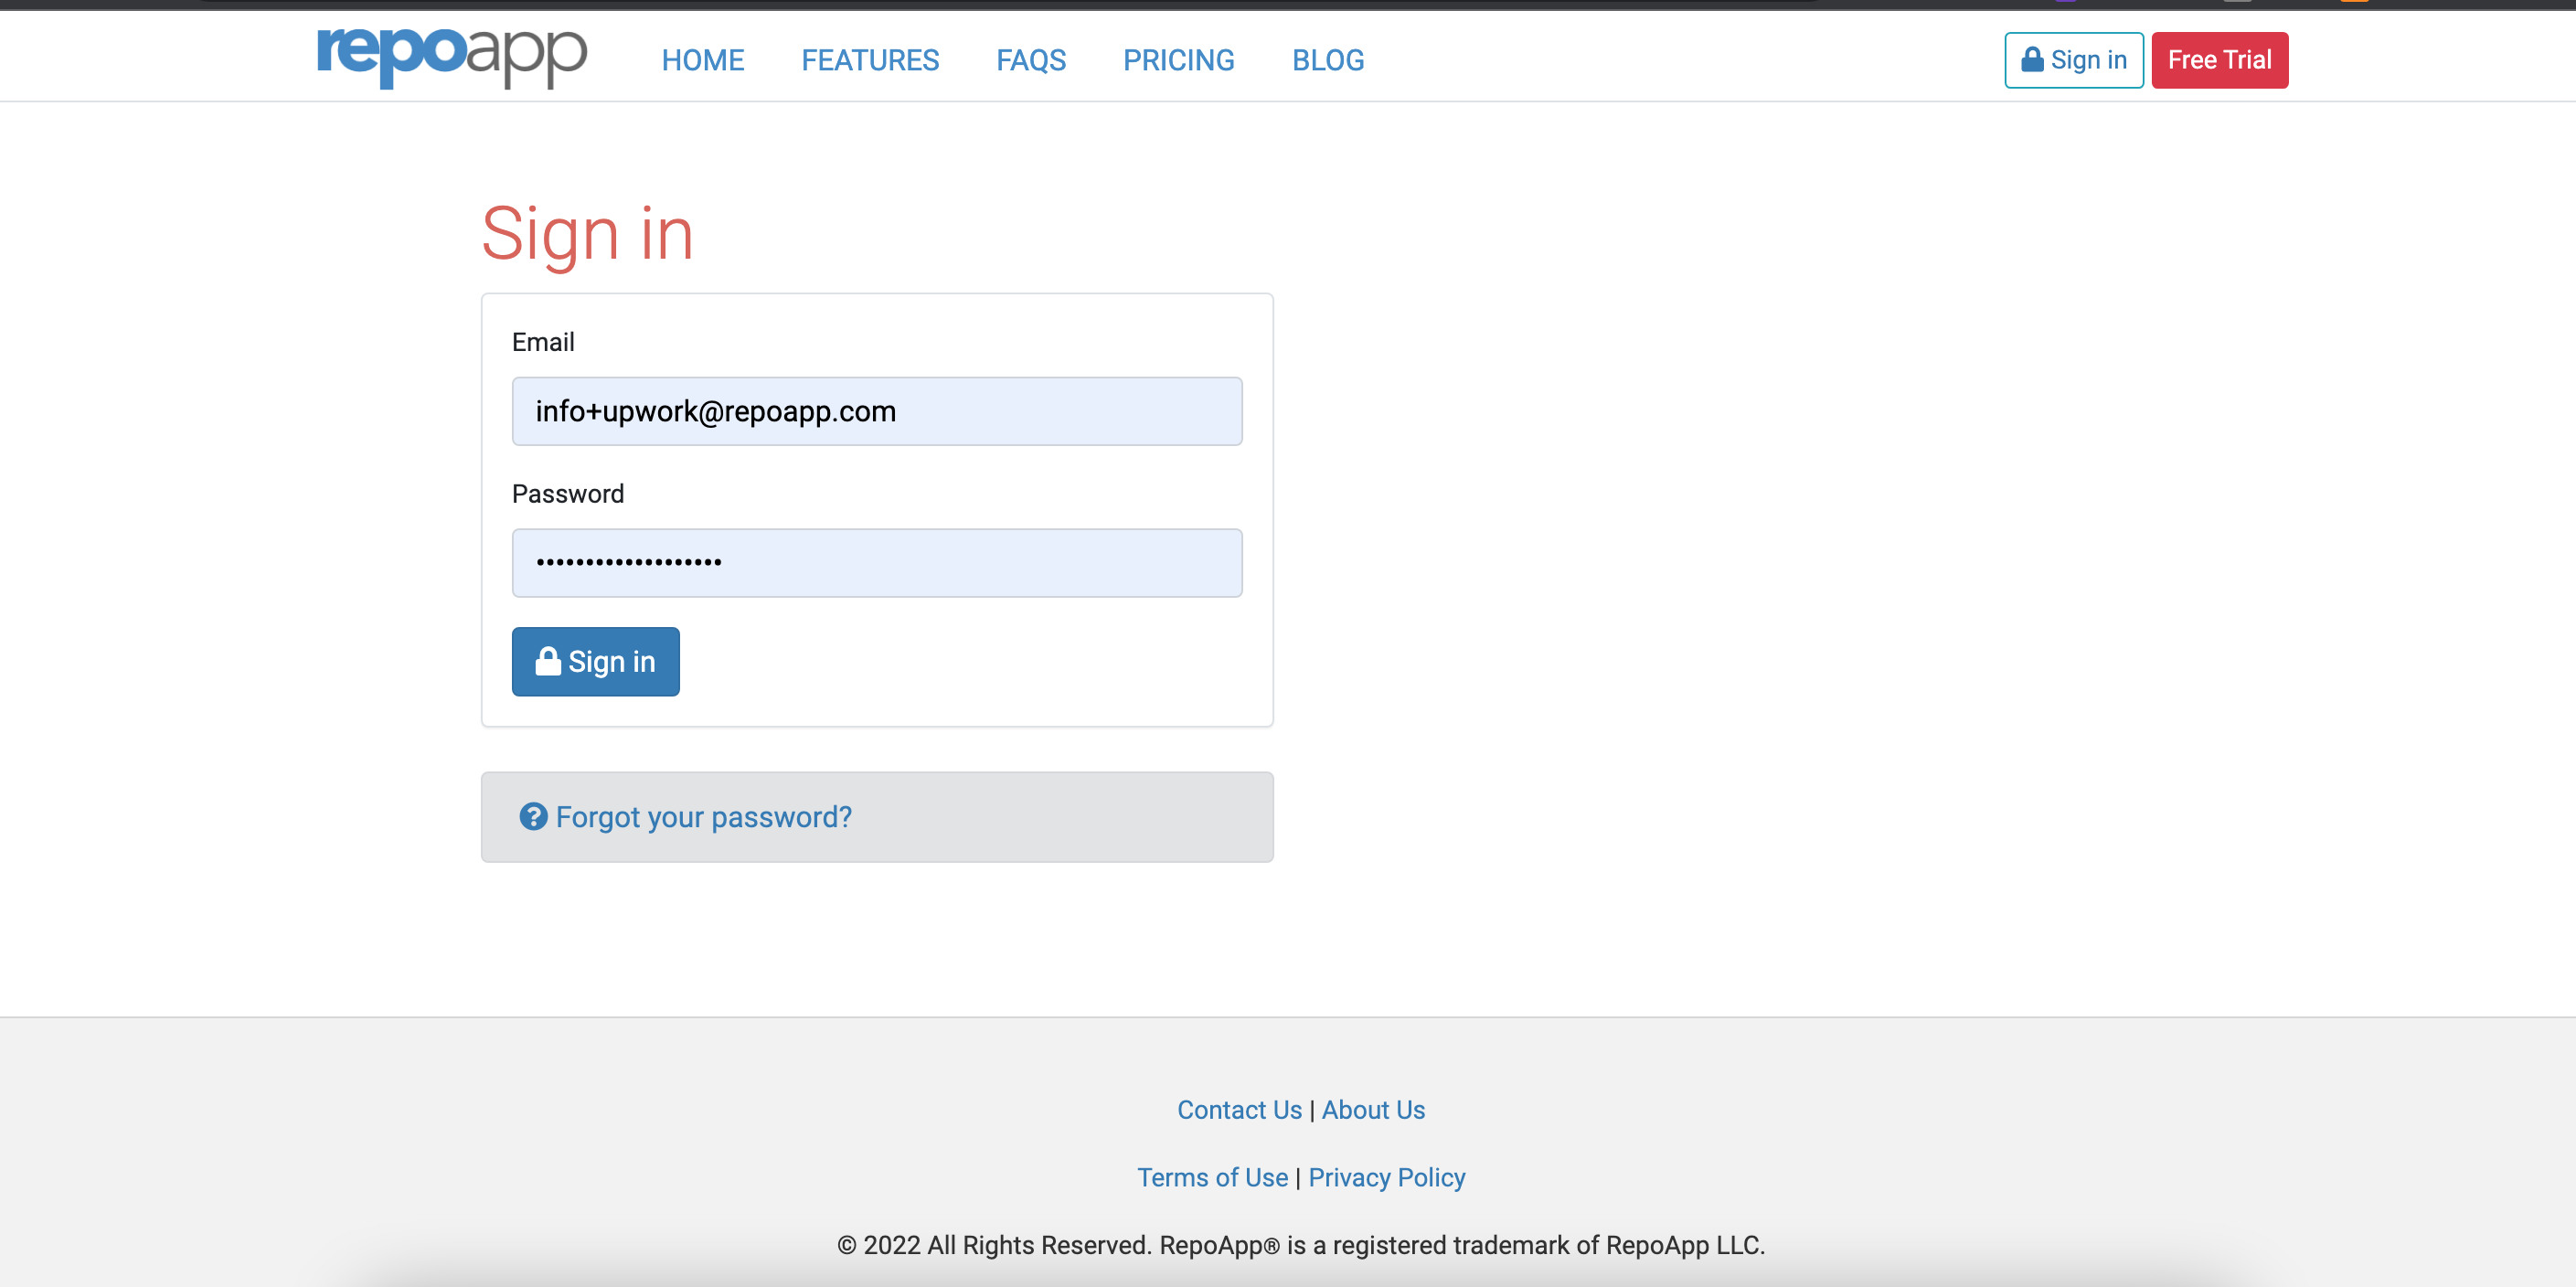 repoapp HOME FEATURES FAQS PRICING BLOG Sign in Free Trial
Sign in
Email
info+upwork@repoapp.com
Password
•••••••••••••••••••
Sign in
Forgot your password?
Contact Us | About Us
Terms of Use | Privacy Policy
© 2022 All Rights Reserved. RepoApp® is a registered trademark of RepoApp LLC.